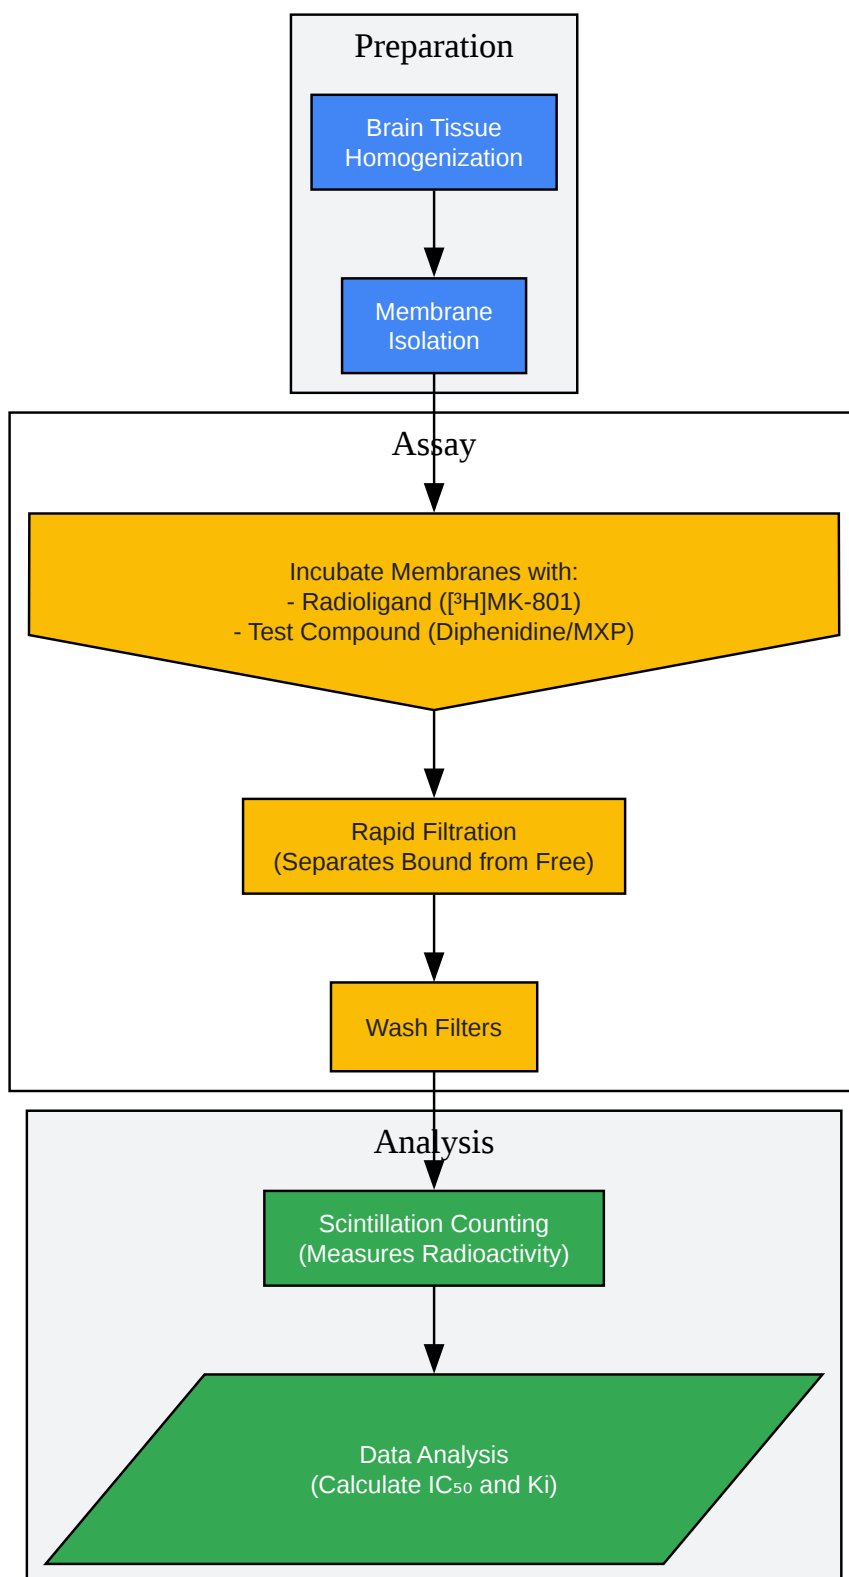 Preparation
Brain Tissue
Homogenization
Membrane
Isolation
Assay
Incubate Membranes with:
- Radioligand ([³H]MK-801)
- Test Compound (Diphenidine/MXP)
Rapid Filtration
(Separates Bound from Free)
Wash Filters
Analysis
Scintillation Counting
(Measures Radioactivity)
Data Analysis
(Calculate IC₅₀ and Ki)